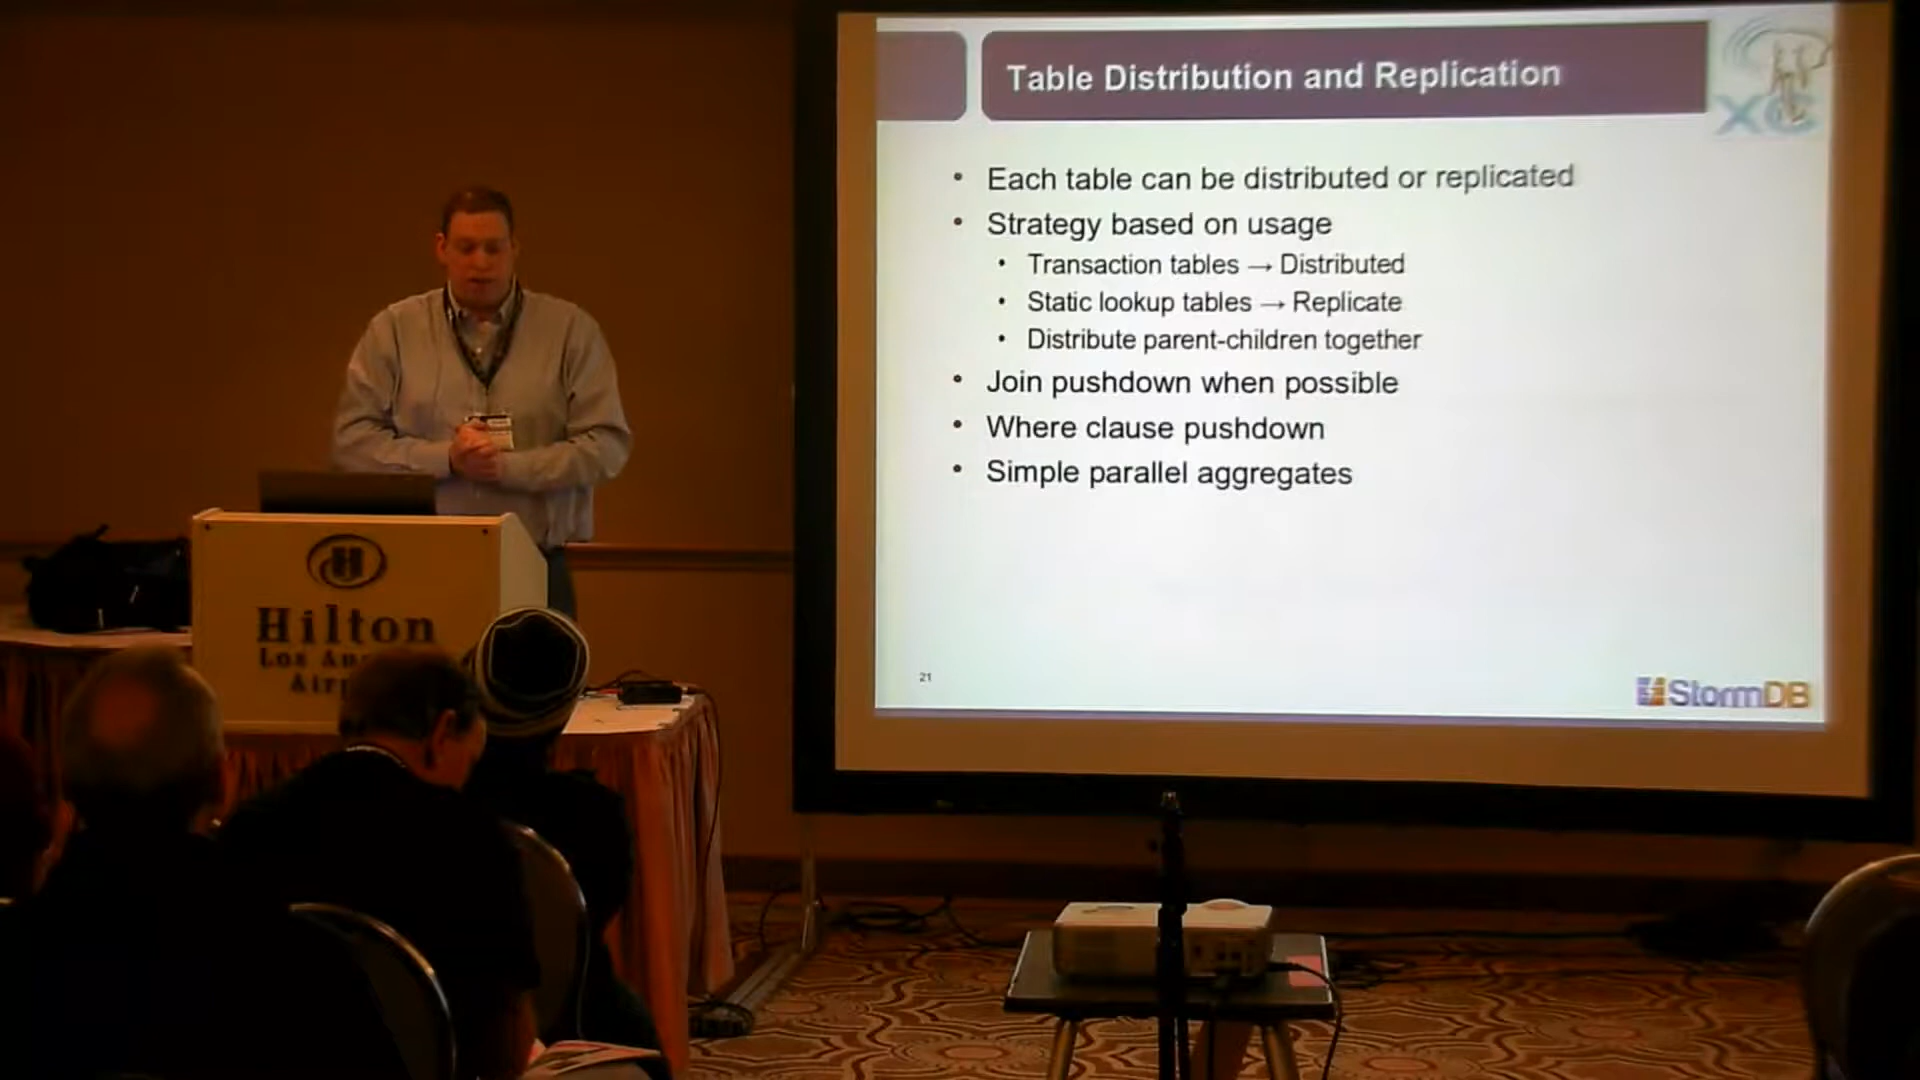 Table Distribution and Replication
XC
• Each table can be distributed or replicated
• Strategy based on usage
• Transaction tables → Distributed
• Static lookup tables → Replicate
• Distribute parent-children together
• Join pushdown when possible
• Where clause pushdown
• Simple parallel aggregates
21
StormDB
H
Hilton
Los